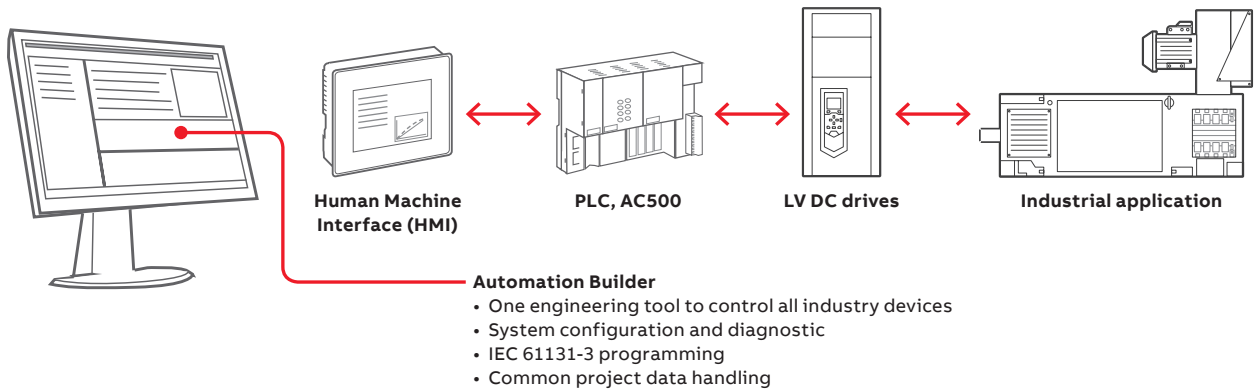 Human Machine
Interface (HMI)
PLC, AC500
LV DC drives
Industrial application
Automation Builder
• One engineering tool to control all industry devices
• System configuration and diagnostic
• IEC 61131-3 programming
• Common project data handling